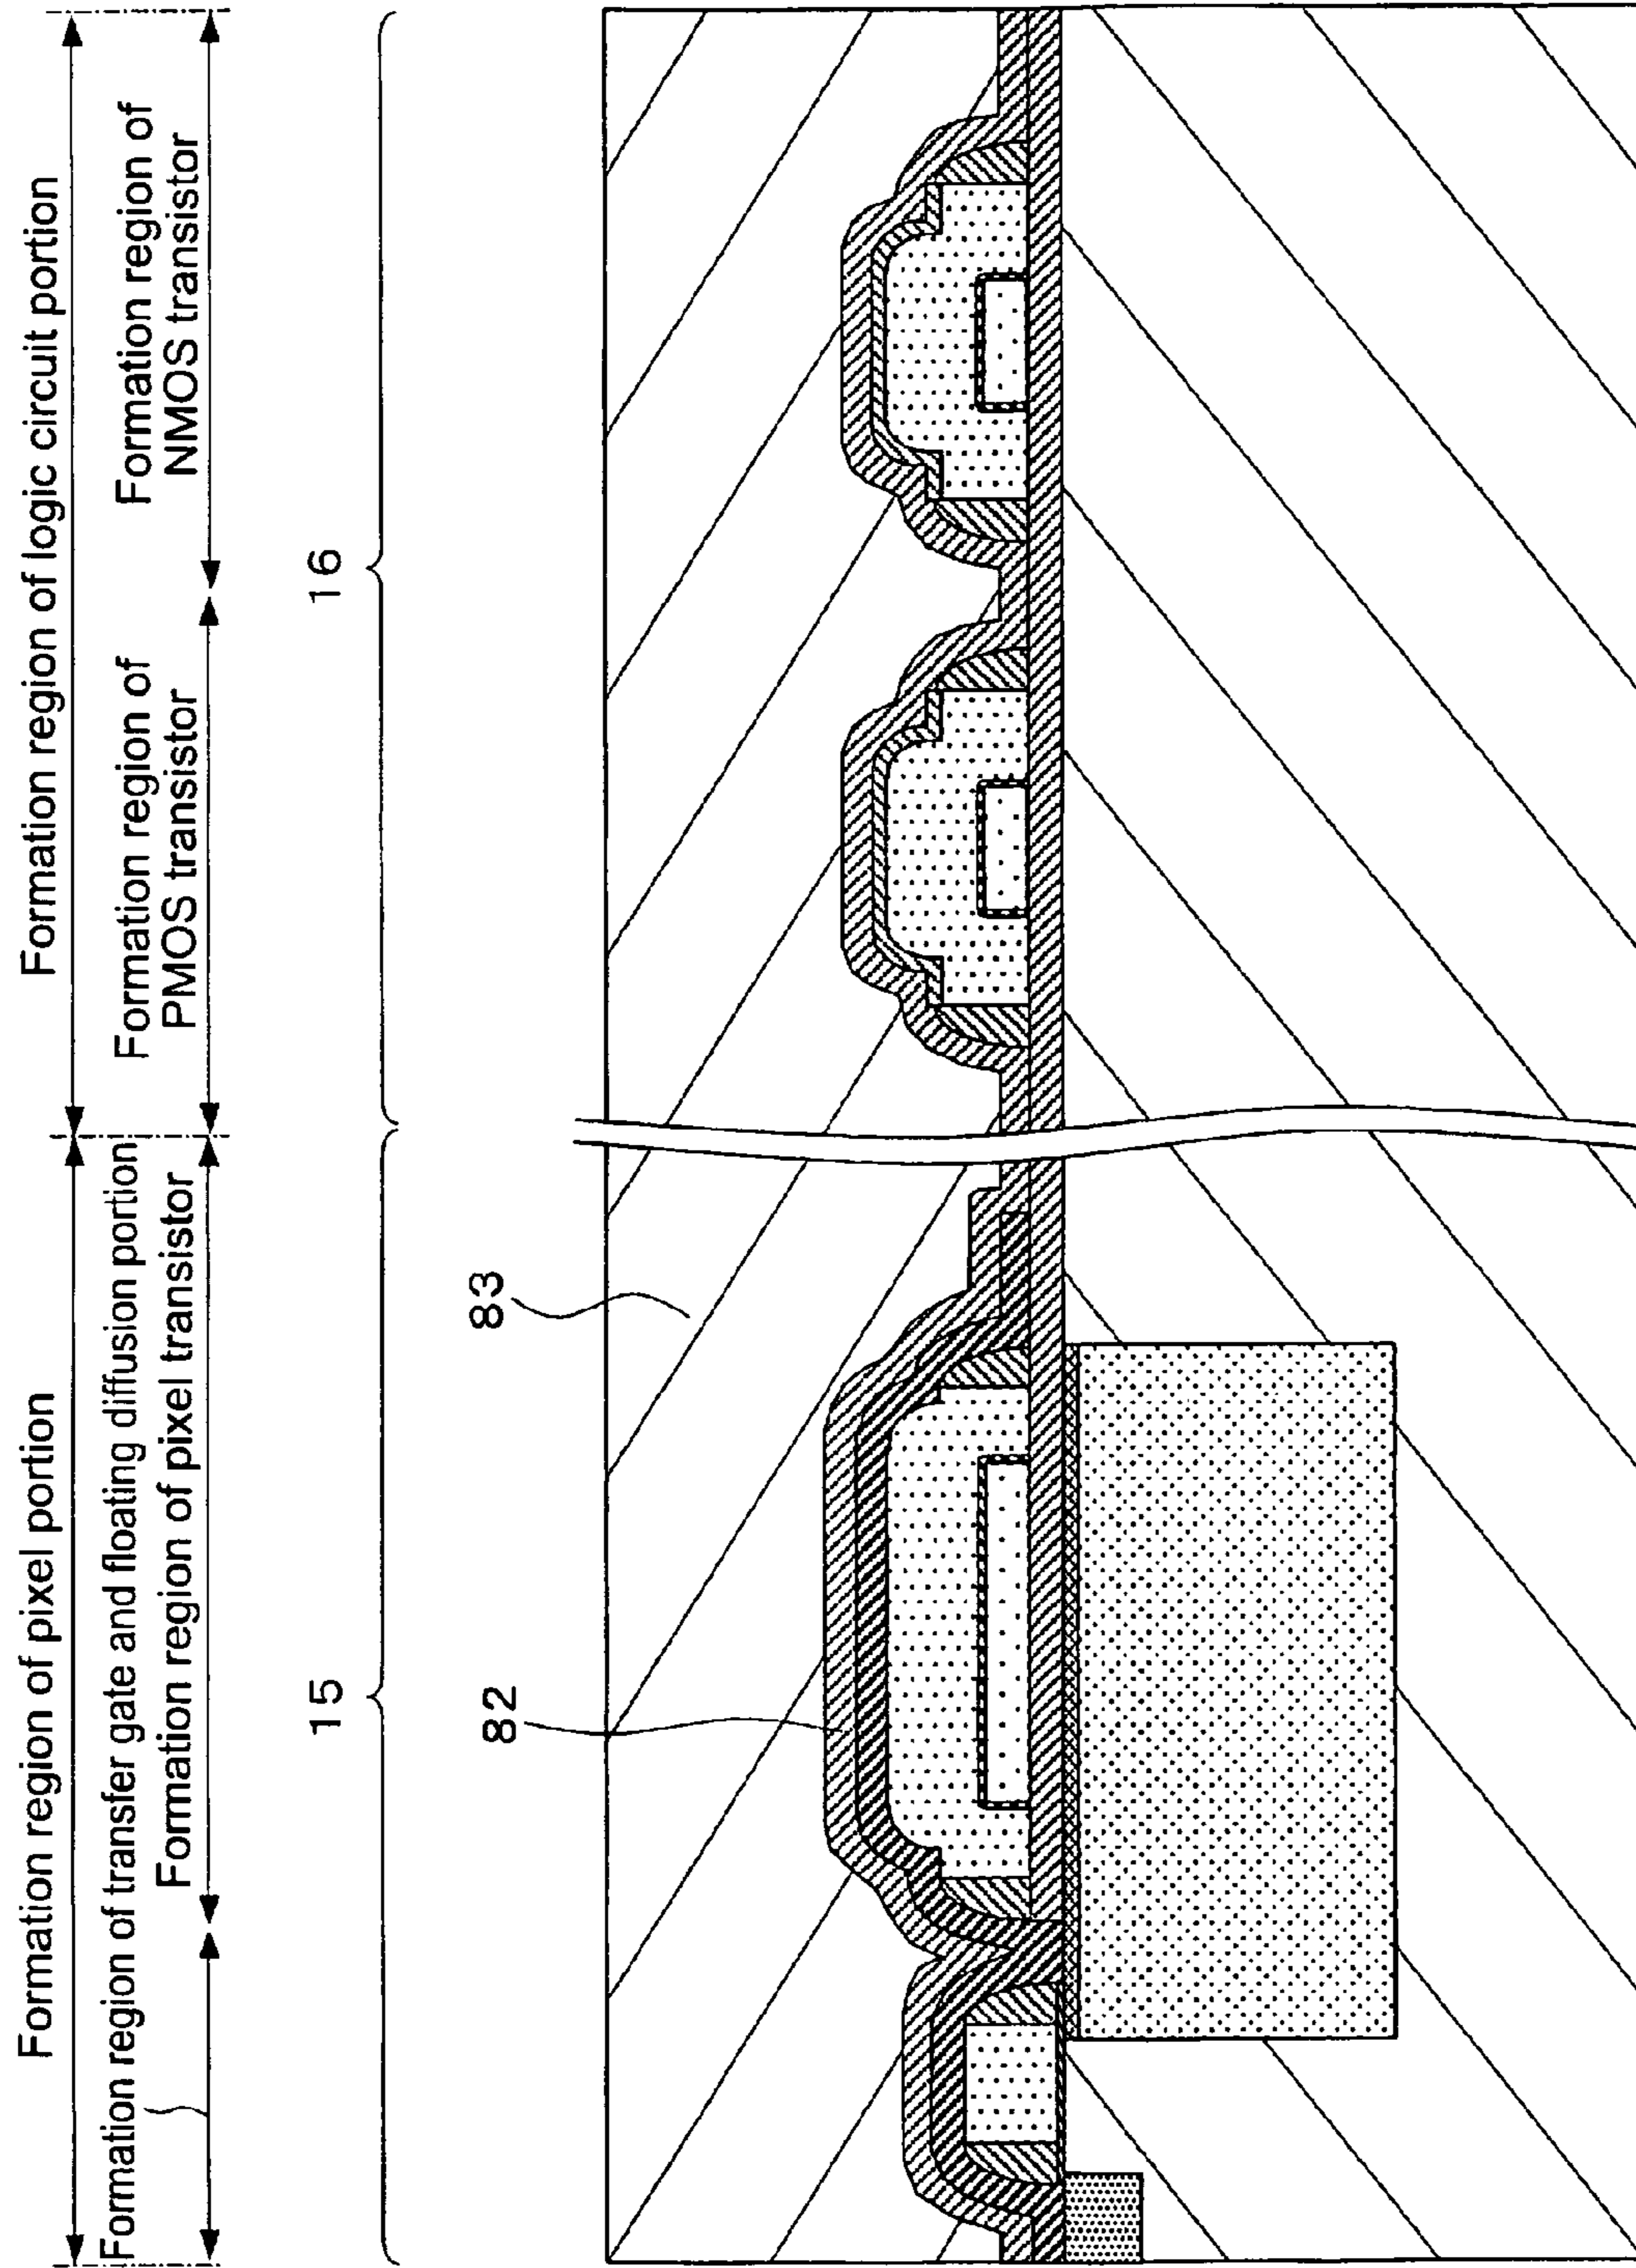 Formation region of pixel portion
Formation region of logic circuit portion
Formation region of transfer gate and floating diffusion portion
Formation region of pixel transistor
Formation region of
PMOS transistor
Formation region of
NMOS transistor
15
16
82
83